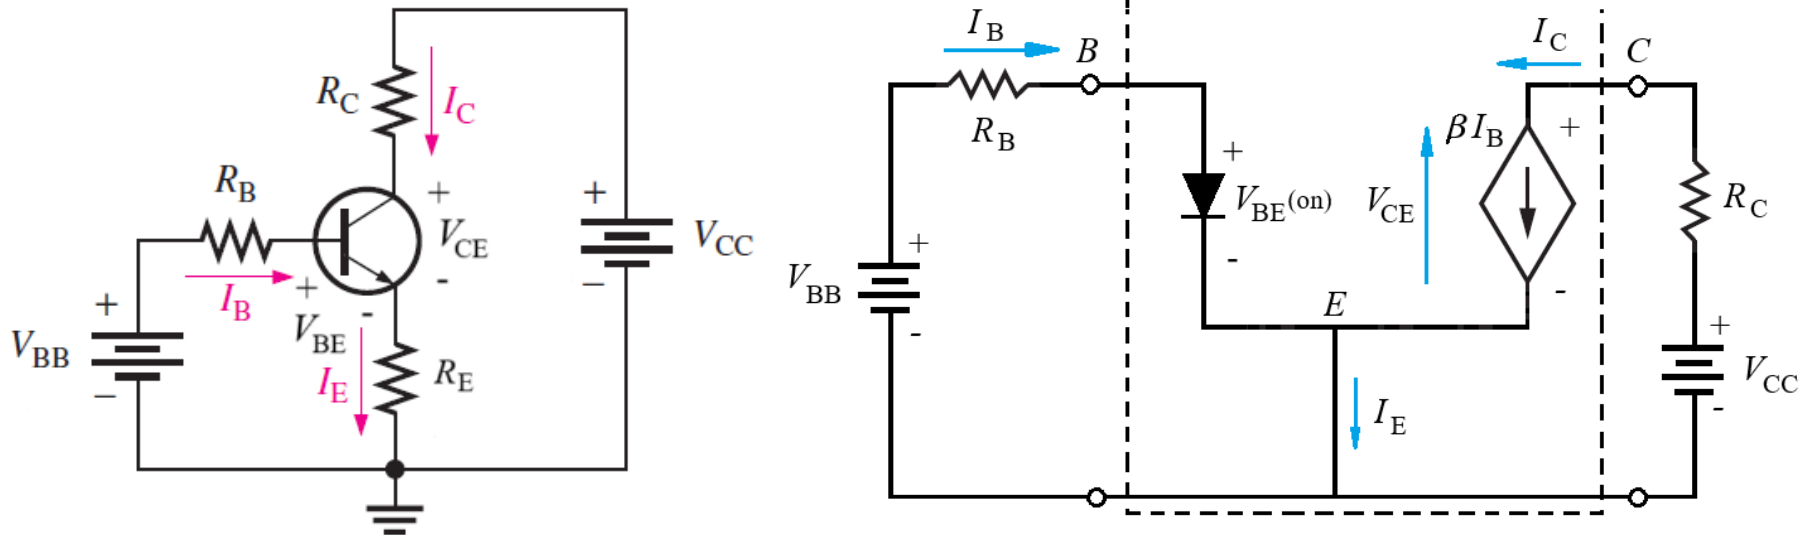 R_C
I_C
R_B
+
V_CE
-
+
V_CC
−
I_B
+
V_BE
-
+
V_BB
−
I_E
R_E
I_B
B
R_B
I_C
C
βI_B
+
+
V_BE(on)
-
V_CE
-
R_C
+
V_BB
-
E
I_E
+
V_CC
-